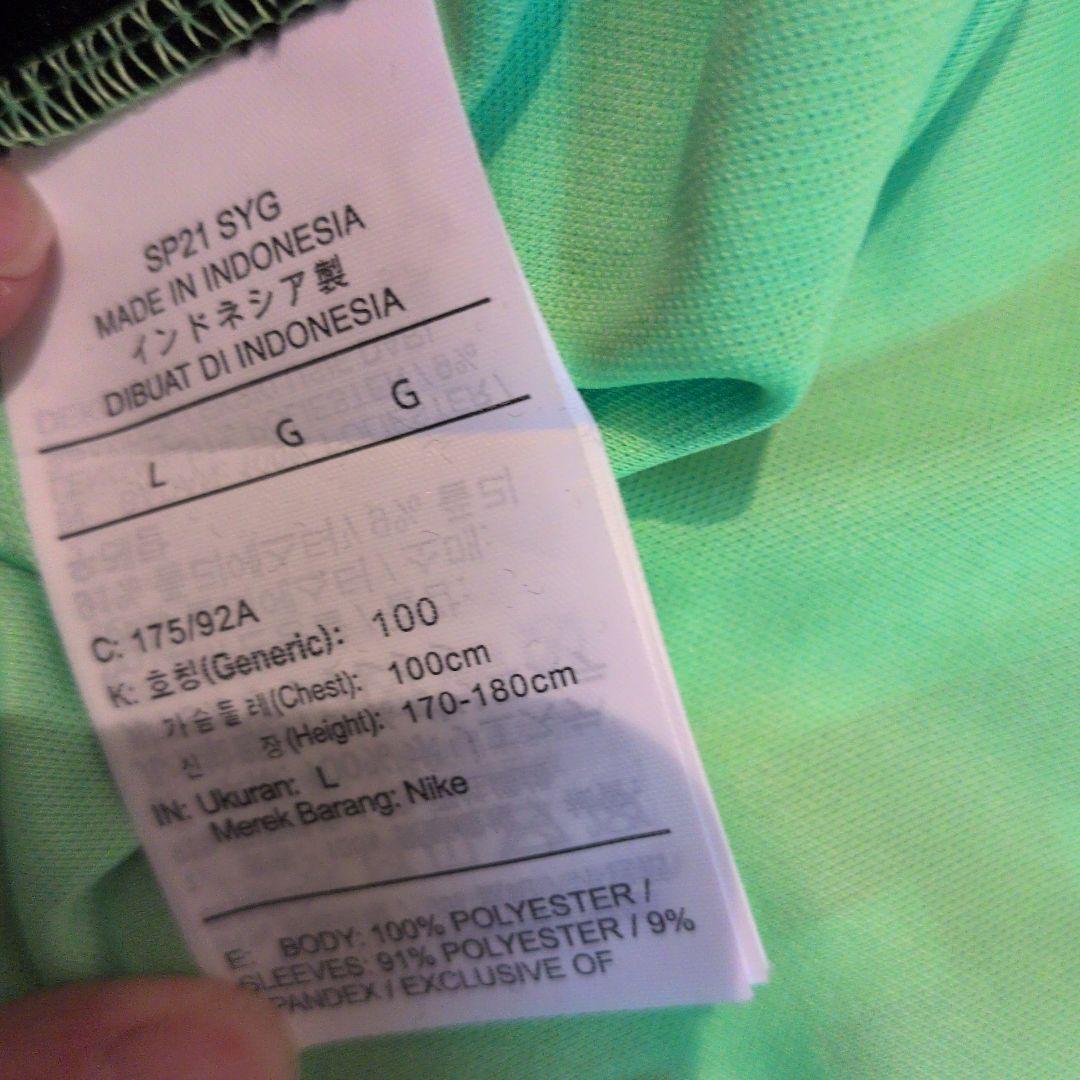 SP21 SYG
MADE IN INDONESIA
インドネシア製
DIBUAT DI INDONESIA
L G G
C: 175/92A
K: 호칭(Generic): 100
가슴둘레(Chest): 100cm
신 장(Height): 170-180cm
IN: Ukuran: L
Merek Barang: Nike
E: BODY: 100% POLYESTER /
SLEEVES: 91% POLYESTER / 9%
PANDEX / EXCLUSIVE OF